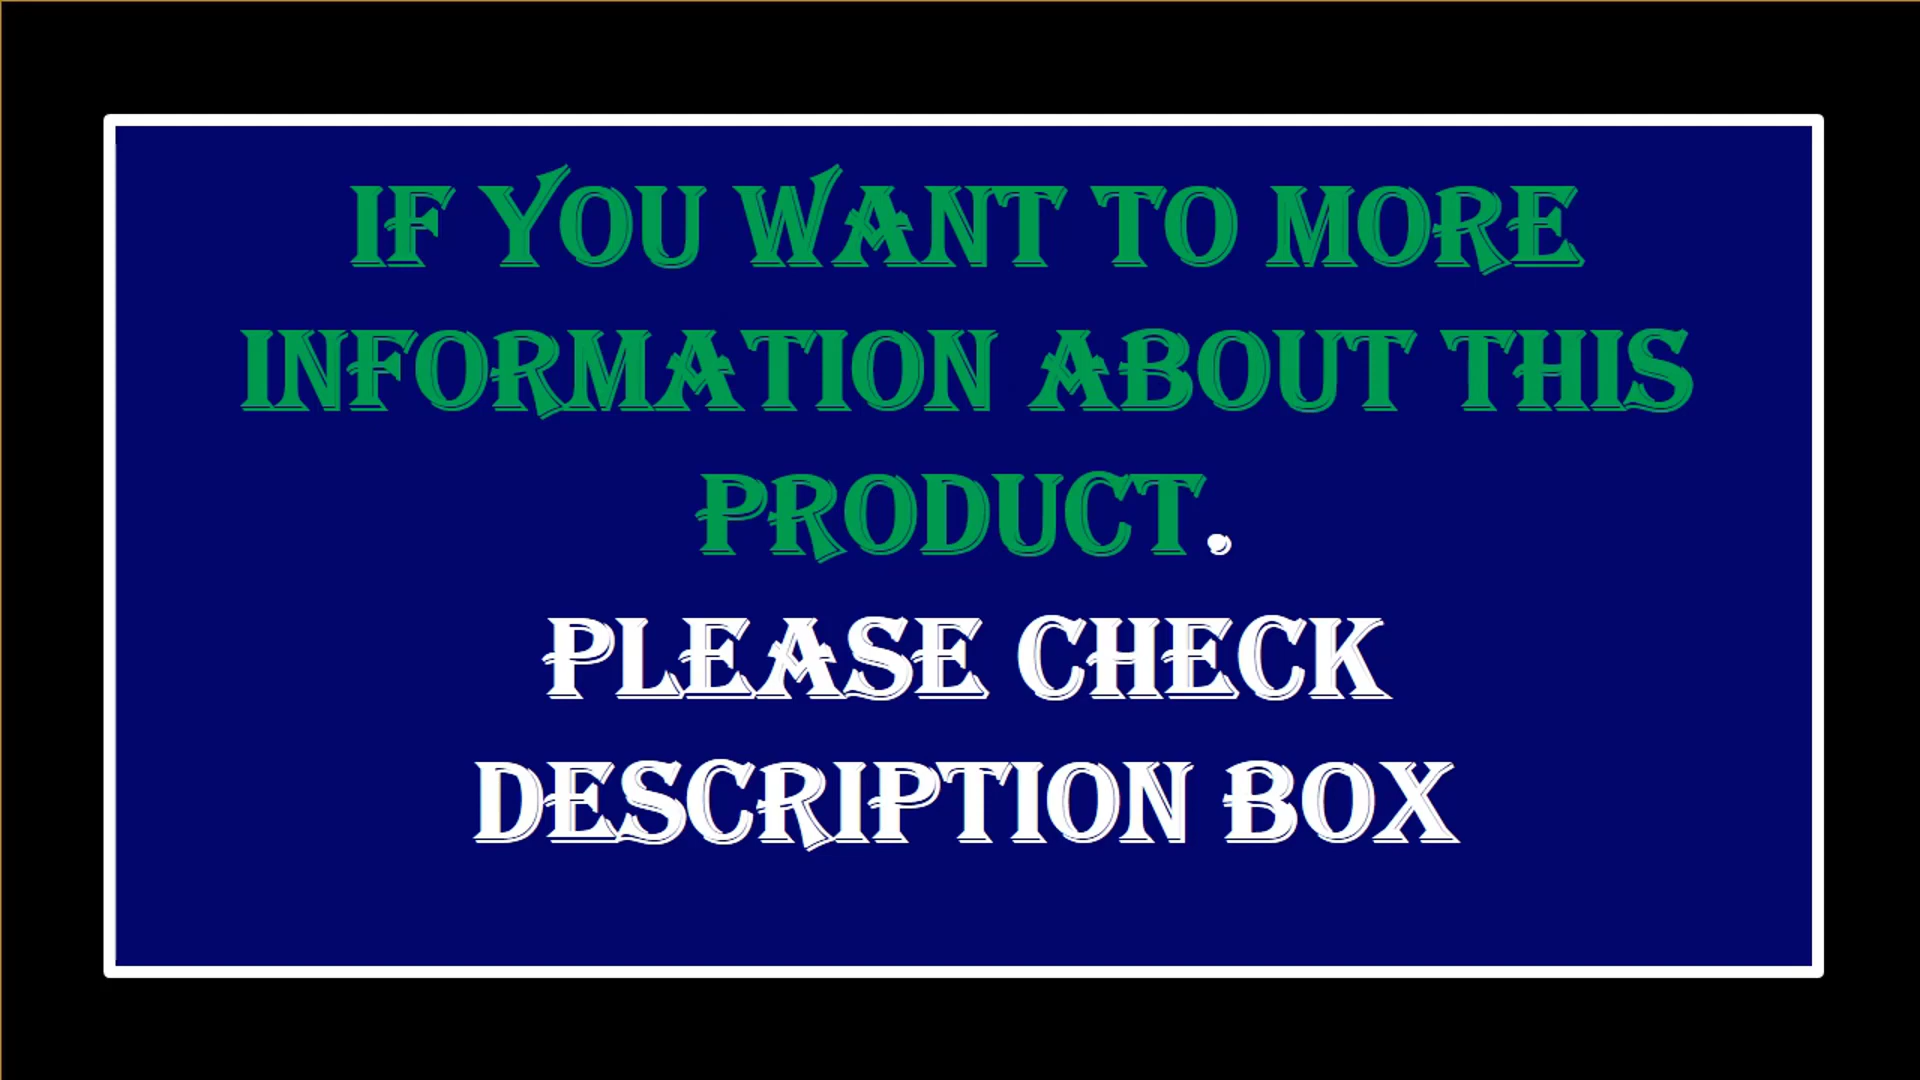 IF YOU WANT TO MORE
INFORMATION ABOUT THIS
PRODUCT.
PLEASE CHECK
DESCRIPTION BOX